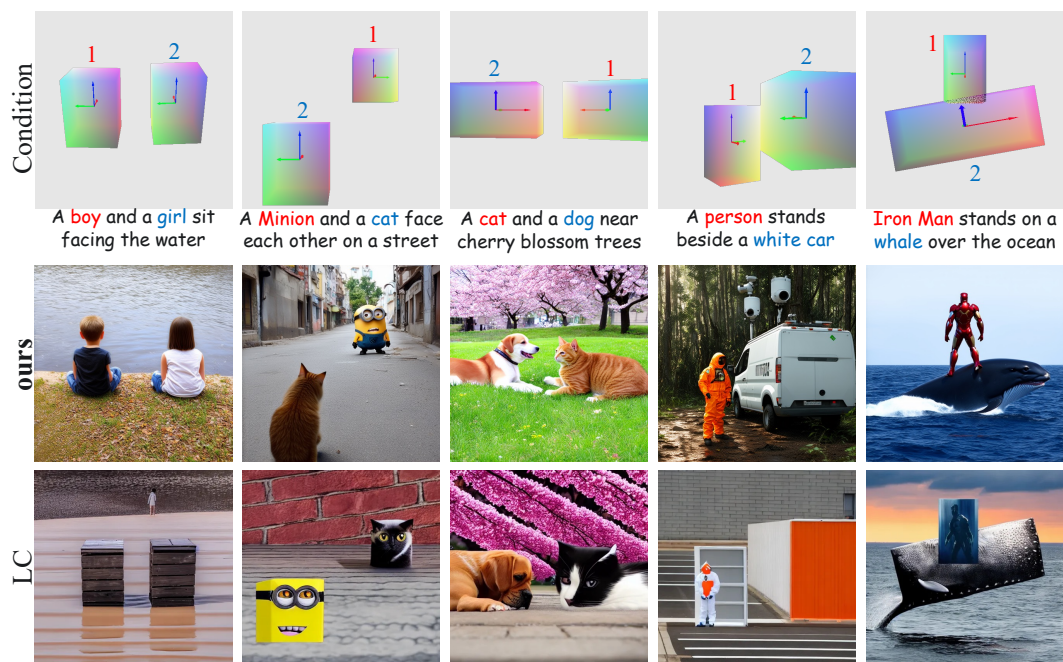 Condition
1
2
1
2
2
1
1
2
1
2
A boy and a girl sit
facing the water
A Minion and a cat face
each other on a street
A cat and a dog near
cherry blossom trees
A person stands
beside a white car
Iron Man stands on a
whale over the ocean
ours
LC